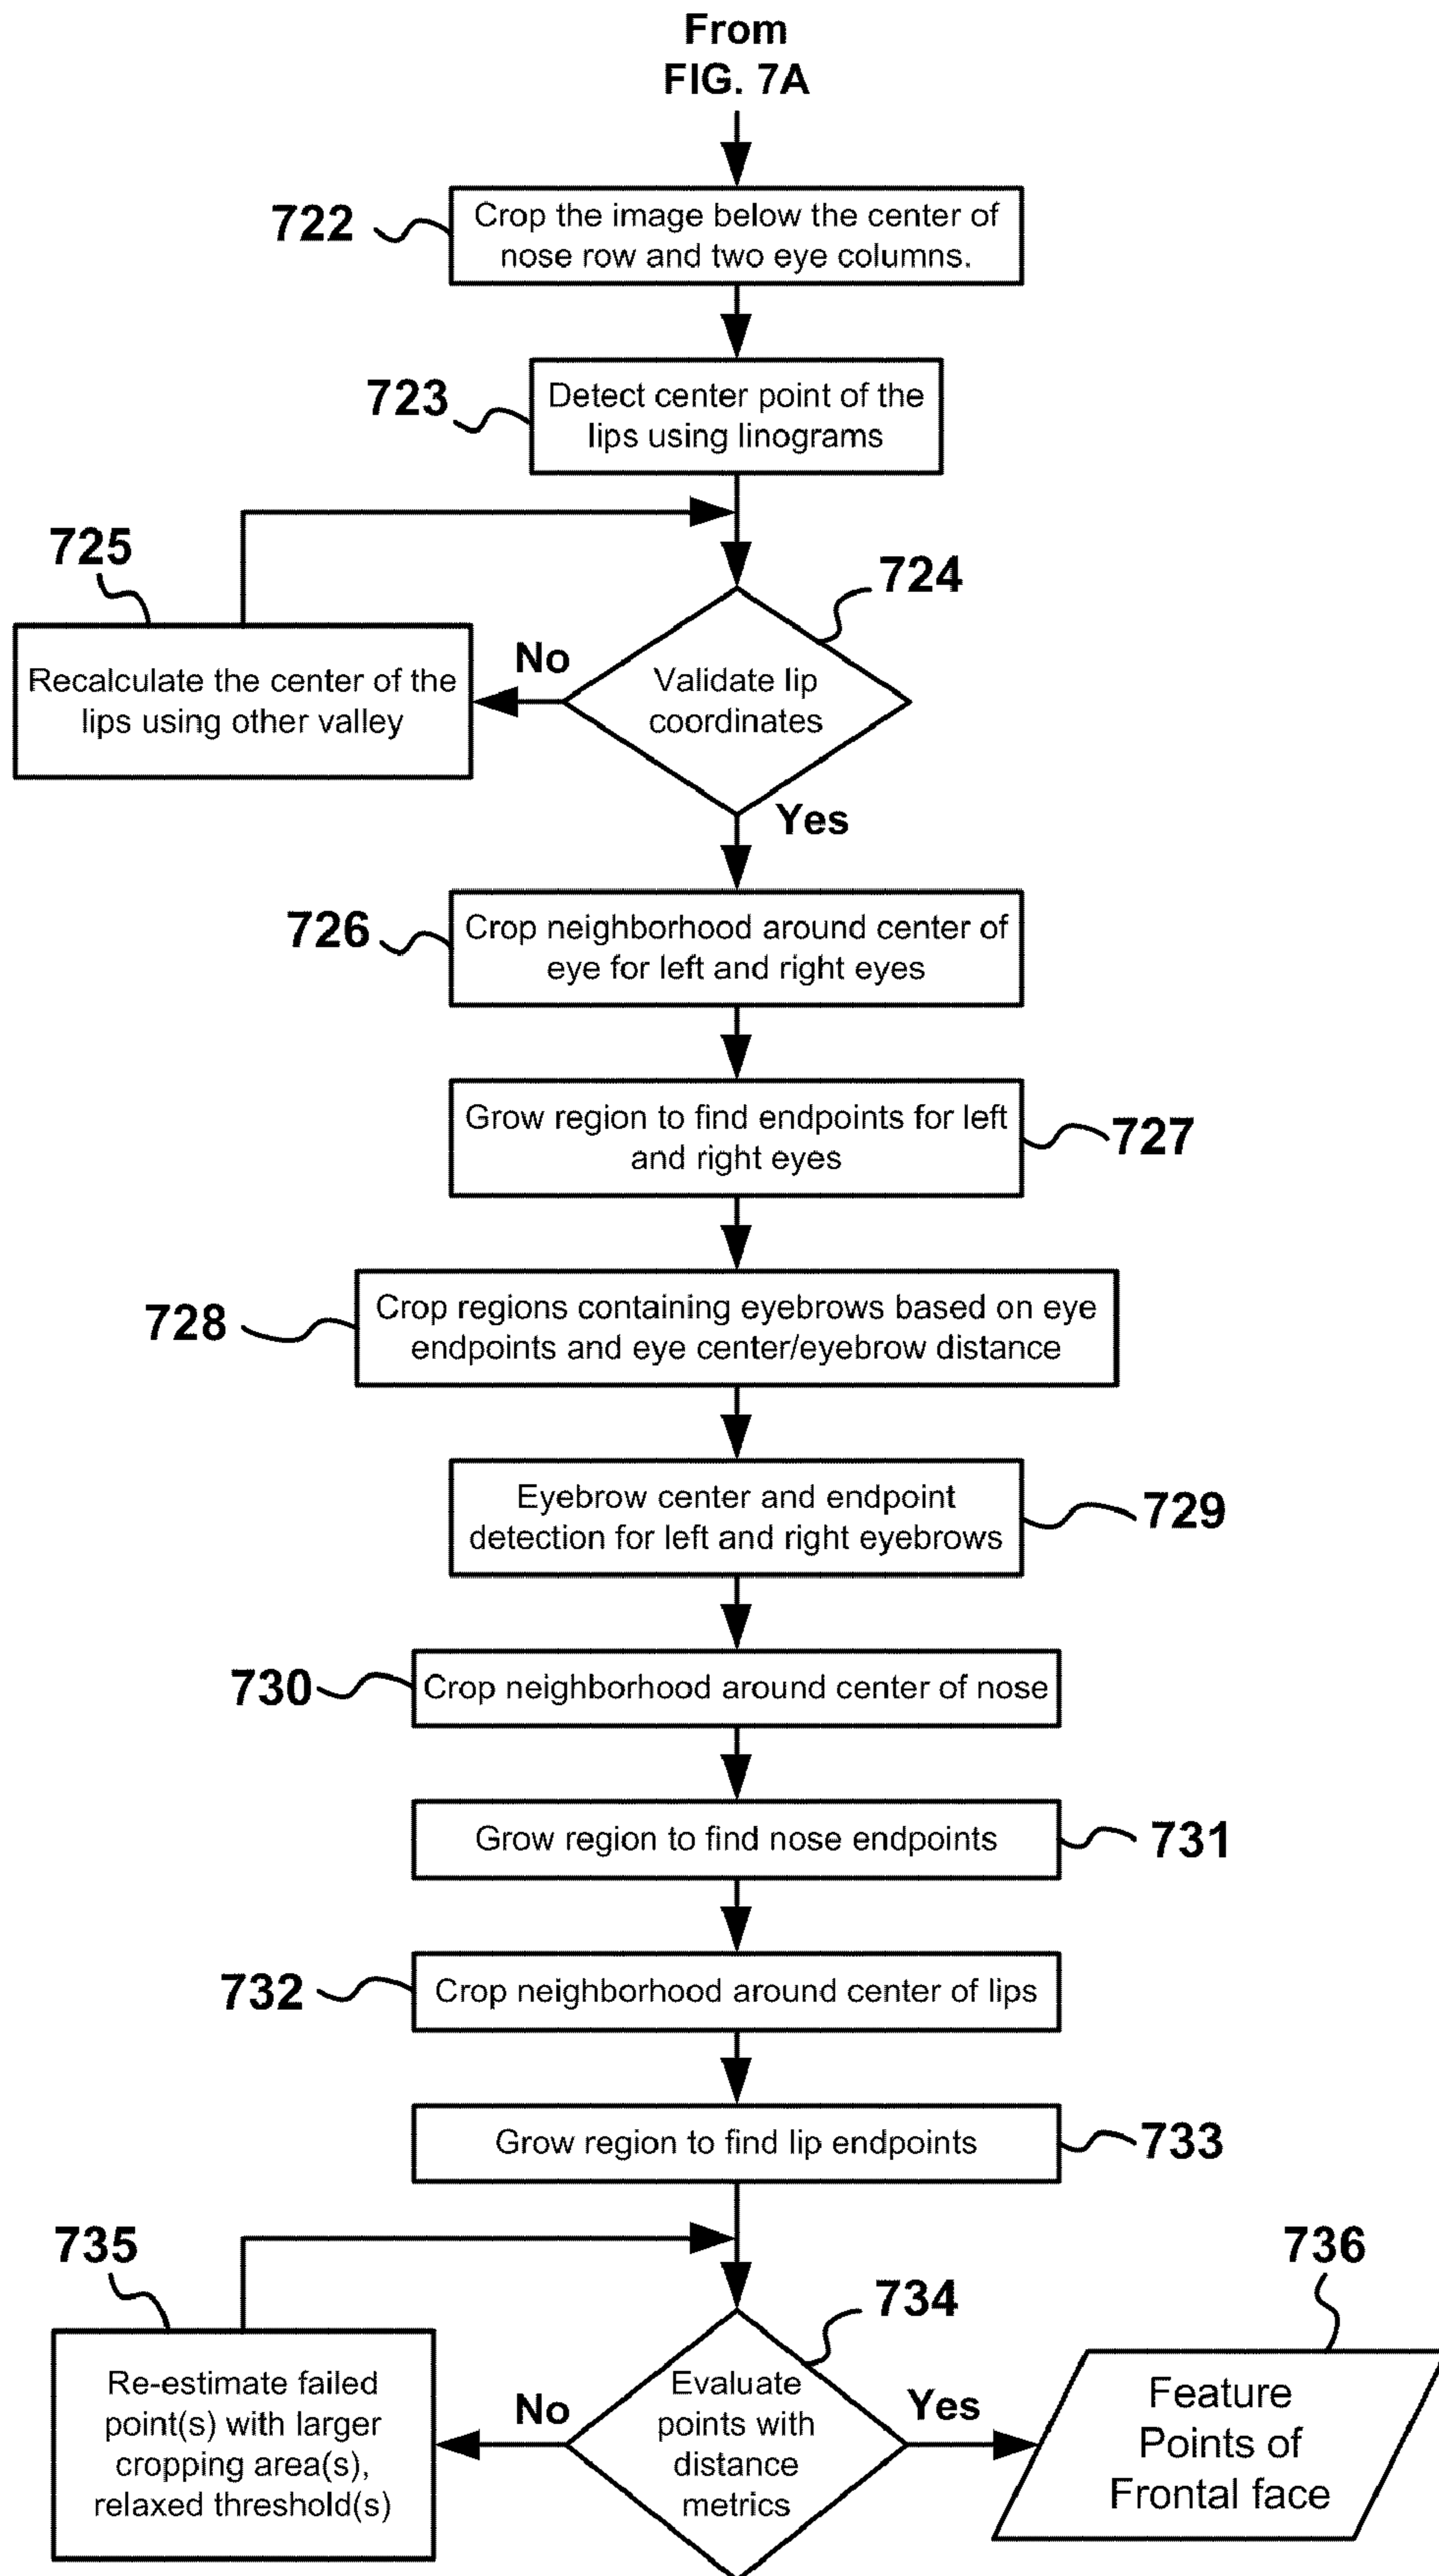 From
FIG. 7A
722
Crop the image below the center of
nose row and two eye columns.
723
Detect center point of the
lips using linograms
725
724
Recalculate the center of the
lips using other valley
No
Validate lip
coordinates
Yes
726
Crop neighborhood around center of
eye for left and right eyes
Grow region to find endpoints for left
and right eyes
727
728
Crop regions containing eyebrows based on eye
endpoints and eye center/eyebrow distance
Eyebrow center and endpoint
detection for left and right eyebrows
729
730
Crop neighborhood around center of nose
Grow region to find nose endpoints
731
732
Crop neighborhood around center of lips
Grow region to find lip endpoints
733
735
734
736
Re-estimate failed
point(s) with larger
cropping area(s),
relaxed threshold(s)
No
Evaluate
points with
distance
metrics
Yes
Feature
Points of
Frontal face